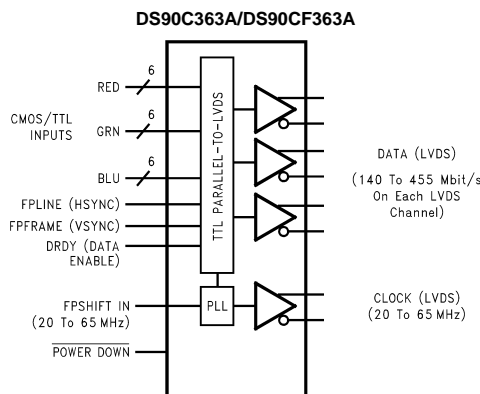 DS90C363A/DS90CF363A
RED
6
CMOS/TTL
INPUTS
GRN
6
BLU
6
FPLINE (HSYNC)
FPFRAME (VSYNC)
DRDY (DATA
ENABLE)
FPSHIFT IN
(20 To 65 MHz)
POWER DOWN
TTL PARALLEL-TO-LVDS
PLL
DATA (LVDS)
(140 To 455 Mbit/s
On Each LVDS
Channel)
CLOCK (LVDS)
(20 To 65 MHz)